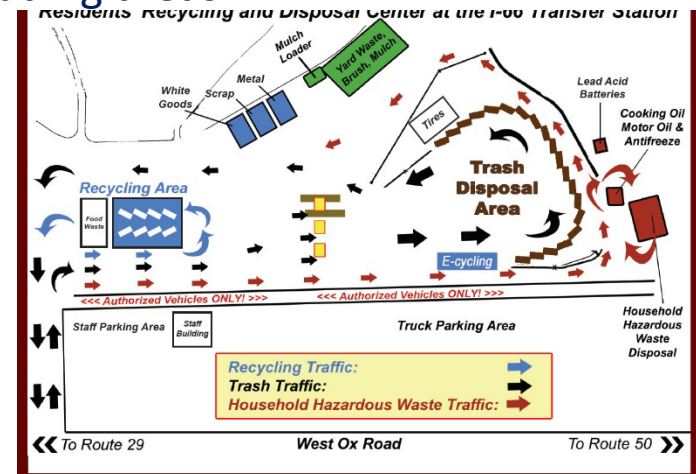 Residents' Recycling and Disposal Center at the I-66 Transfer Station
Mulch
Loader
Yard Waste,
Brush, Mulch
Metal
Scrap
White
Goods
Tires
Lead Acid
Batteries
Cooking Oil
Motor Oil &
Antifreeze
Recycling Area
Food
Waste
Trash
Disposal
Area
E-cycling
<<< Authorized Vehicles ONLY! >>>
<<< Authorized Vehicles ONLY! >>>
Household
Hazardous
Waste
Disposal
Staff Parking Area
Staff
Building
Truck Parking Area
Recycling Traffic:
Trash Traffic:
Household Hazardous Waste Traffic:
To Route 29
West Ox Road
To Route 50